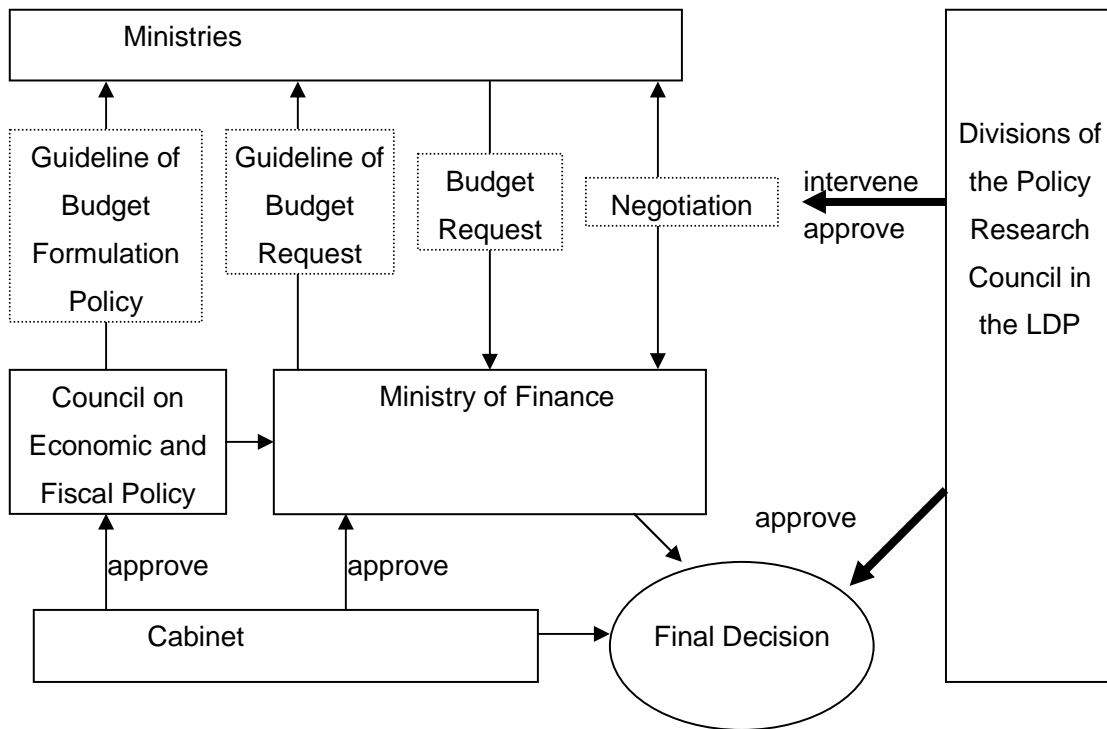 Ministries
Guideline of
Budget
Formulation
Policy
Guideline of
Budget
Request
Budget
Request
Negotiation
intervene
approve
Divisions of
the Policy
Research
Council in
the LDP
Council on
Economic and
Fiscal Policy
Ministry of Finance
approve
approve
approve
Cabinet
Final Decision